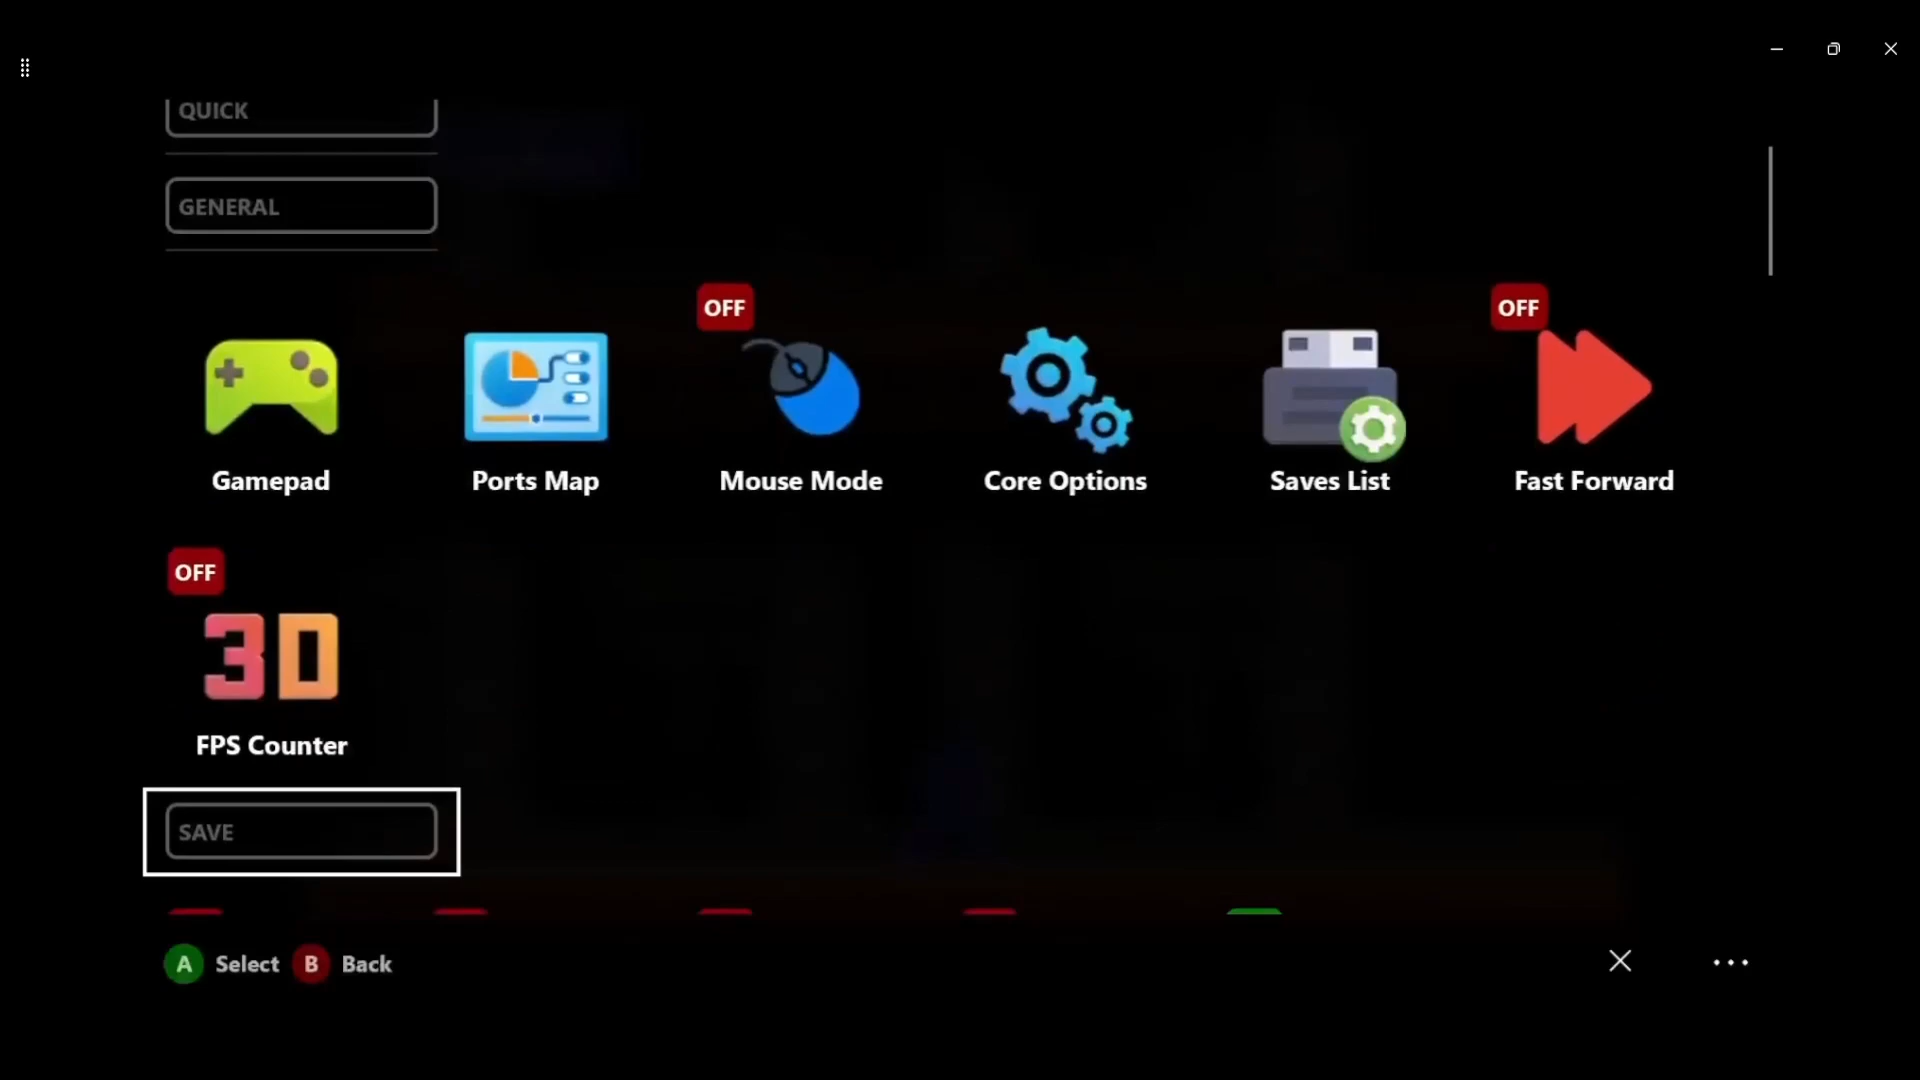 QUICK
GENERAL
OFF
OFF
Gamepad
Ports Map
Mouse Mode
Core Options
Saves List
Fast Forward
OFF
3D
FPS Counter
SAVE
A Select B Back